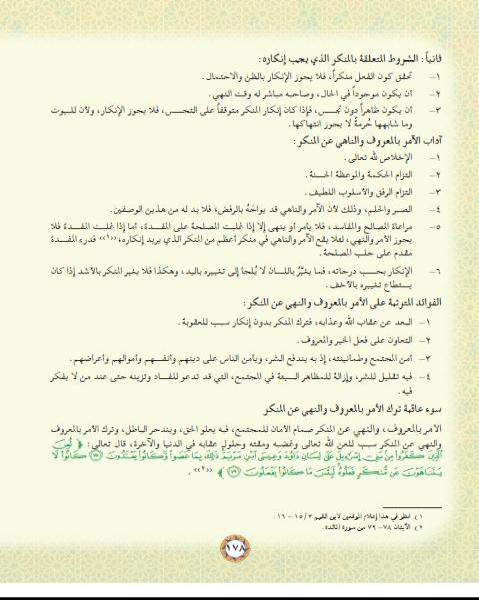 ثانياً: الشروط المتعلقة بالمنكر الذي يجب إنكاره:
١- تحقق كون الفعل منكراً، فلا يجوز الإنكار بالظن والاحتمال.
٢- أن يكون موجوداً في الحال، وصاحبه مباشر له وقت النهي.
٣- أن يكون ظاهراً دون تجسس، فإذا كان إنكار المنكر متوقفاً على التجسس، فلا يجوز الإنكار، ولأن للبيوت
وما شابهها حُرمةٌ لا يجوز انتهاكها.
آداب الآمر بالمعروف والناهي عن المنكر:
١- الإخلاص لله تعالى.
٢- التزام الحكمة والموعظة الحسنة.
٣- التزام الرفق والأسلوب اللطيف.
٤- الصبر والحلم، وذلك لأن الآمر والناهي قد يواجَهُ بالرفض، فلا بد له من هذين الوصفين.
٥- مراعاة المصالح والمفاسد، فلا يأمر أو ينهى إلا إذا غلبت المصلحة على المفسدة، أما إذا غلبت المفسدة فلا
يجوز الأمر والنهي، لئلا يقع الآمر والناهي في منكر أعظم من المنكر الذي يريد إنكاره،«١» فدرء المفسدة
مقدم على جلب المصلحة.
٦- الإنكار بحسب درجاته، فما يتغيَّرُ باللسان لا يُلجأ إلى تغييره باليد، وهكذا فلا يغير المنكر بالأشد إذا كان
يستطاع تغييره بالأخف.
الفوائد المترتبة على الأمر بالمعروف والنهي عن المنكر:
١- البعد عن عقاب الله وعذابه، فترك المنكر بدون إنكار سبب للعقوبة.
٢- التعاون على فعل الخير والمعروف.
٣- أمن المجتمع وطمأنينته، إذ به يندفع الشر، ويأمن الناس على دينهم وأنفسهم وأموالهم وأعراضهم.
٤- فيه تقليل للشر، وإزالة للمظاهر السيئة في المجتمع، التي قد تدعو للفساد وتزينه حتى عند من لا يفكر
فيه.
سوء عاقبة ترك الأمر بالمعروف والنهي عن المنكر
الأمر بالمعروف، والنهي عن المنكر صمام الأمان للمجتمع، فبه يعلو الحق، ويندحر الباطل، وترك الأمر بالمعروف
والنهي عن المنكر سبب للعن الله تعالى وغضبه ومقته وحلول عقابه في الدنيا والآخرة، قال تعالى: ﴿لُعِنَ
ٱلَّذِينَ كَفَرُوا۟ مِنۢ بَنِىٓ إِسْرَٰٓءِيلَ عَلَىٰ لِسَانِ دَاوُۥدَ وَعِيسَى ٱبْنِ مَرْيَمَ ذَٰلِكَ بِمَا عَصَوا۟ وَّكَانُوا۟ يَعْتَدُونَ ٧٨ كَانُوا۟ لَا
يَتَنَاهَوْنَ عَن مُّنكَرٍ فَعَلُوهُ لَبِئْسَ مَا كَانُوا۟ يَفْعَلُونَ ٧٩﴾«٢».
١) انظر في هذا إعلام الموقعين لابن القيم ٣/ ١٥ - ١٦.
٢) الآيتان ٧٨- ٧٩ من سورة المائدة.
١٧٨